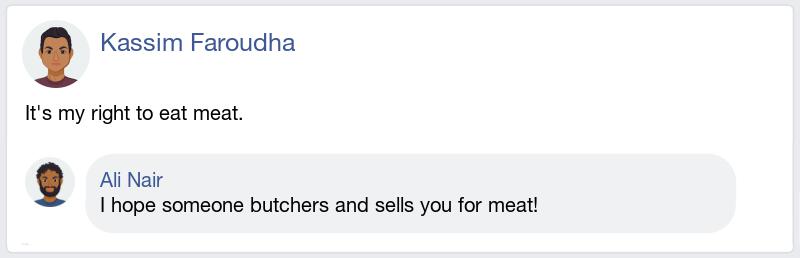 Kassim Faroudha
It's my right to eat meat.
Ali Nair
I hope someone butchers and sells you for meat!